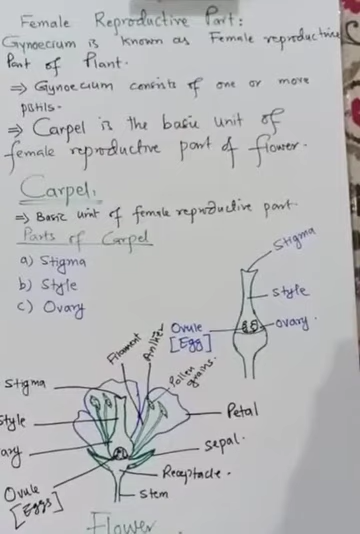 Female Reproductive Part:
Gynoecium is known as Female reproductive
Part of Plant.
⇒ Gynoecium consists of one or more
pistils.
⇒ Carpel is the basic unit of
female reproductive part of flower.
Carpel:
⇒ Basic unit of female reproductive part.
Parts of Carpel
a) Stigma
b) Style
c) Ovary
Stigma
Style
Ovule
[Egg]
Ovary.
Filament
Anther
Pollen
grains.
Stigma
style
ary
Petal
Sepal.
Receptacle.
Ovule
[Eggs]
Stem
Flower